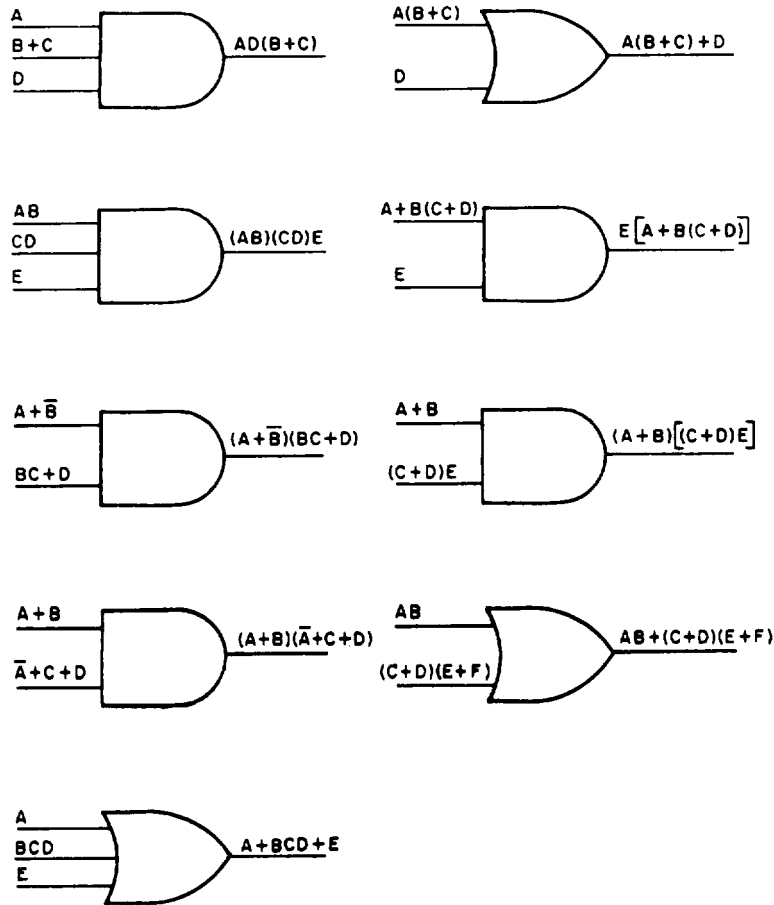 A
B+C
D
AD(B+C)
A(B+C)
D
A(B+C)+D
AB
CD
E
(AB)(CD)E
A+B(C+D)
E
E[A+B(C+D)]
A+B̅
BC+D
(A+B̅)(BC+D)
A+B
(C+D)E
(A+B)[(C+D)E]
A+B
A̅+C+D
(A+B)(A̅+C+D)
AB
(C+D)(E+F)
AB+(C+D)(E+F)
A
BCD
E
A+BCD+E